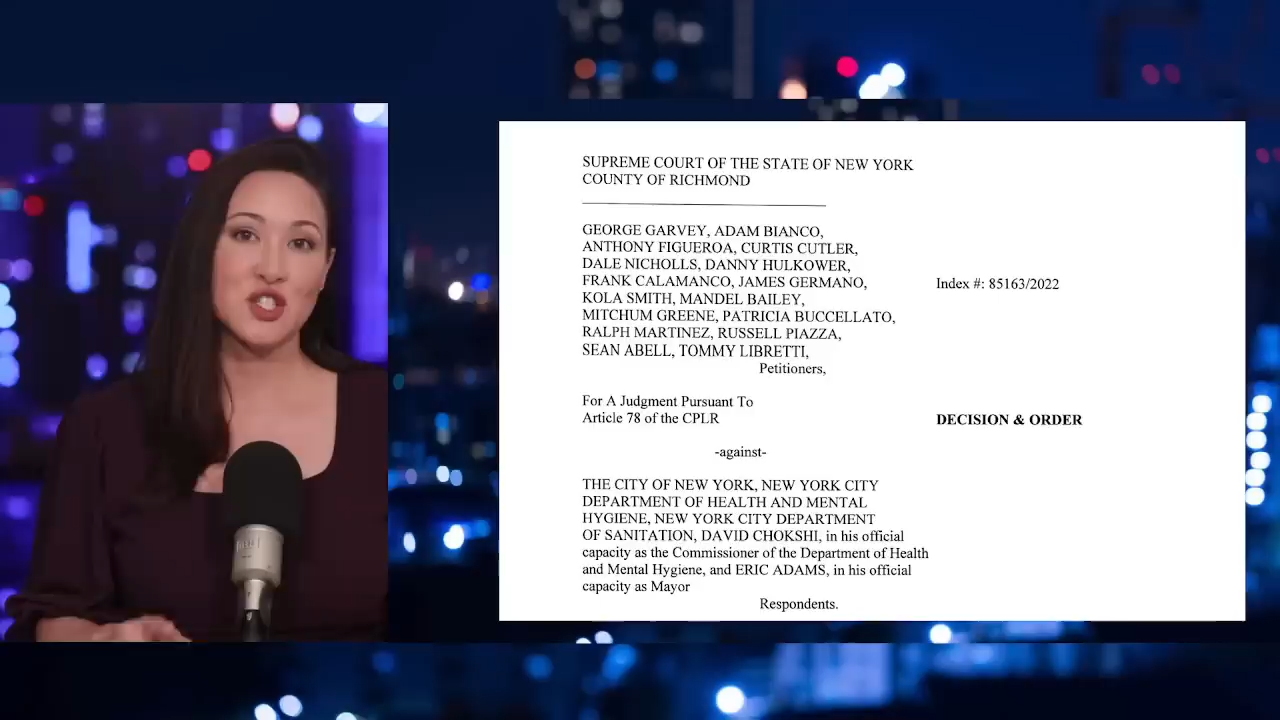 SUPREME COURT OF THE STATE OF NEW YORK
COUNTY OF RICHMOND
GEORGE GARVEY, ADAM BIANCO,
ANTHONY FIGUEROA, CURTIS CUTLER,
DALE NICHOLLS, DANNY HULKOWER,
FRANK CALAMANCO, JAMES GERMANO,
Index #: 85163/2022
KOLA SMITH, MANDEL BAILEY,
MITCHUM GREENE, PATRICIA BUCCELLATO,
RALPH MARTINEZ, RUSSELL PIAZZA,
SEAN ABELL, TOMMY LIBRETTI,
Petitioners,
For A Judgment Pursuant To
Article 78 of the CPLR
DECISION & ORDER
-against-
THE CITY OF NEW YORK, NEW YORK CITY
DEPARTMENT OF HEALTH AND MENTAL
HYGIENE, NEW YORK CITY DEPARTMENT
OF SANITATION, DAVID CHOKSHI, in his official
capacity as the Commissioner of the Department of Health
and Mental Hygiene, and ERIC ADAMS, in his official
capacity as Mayor
Respondents.